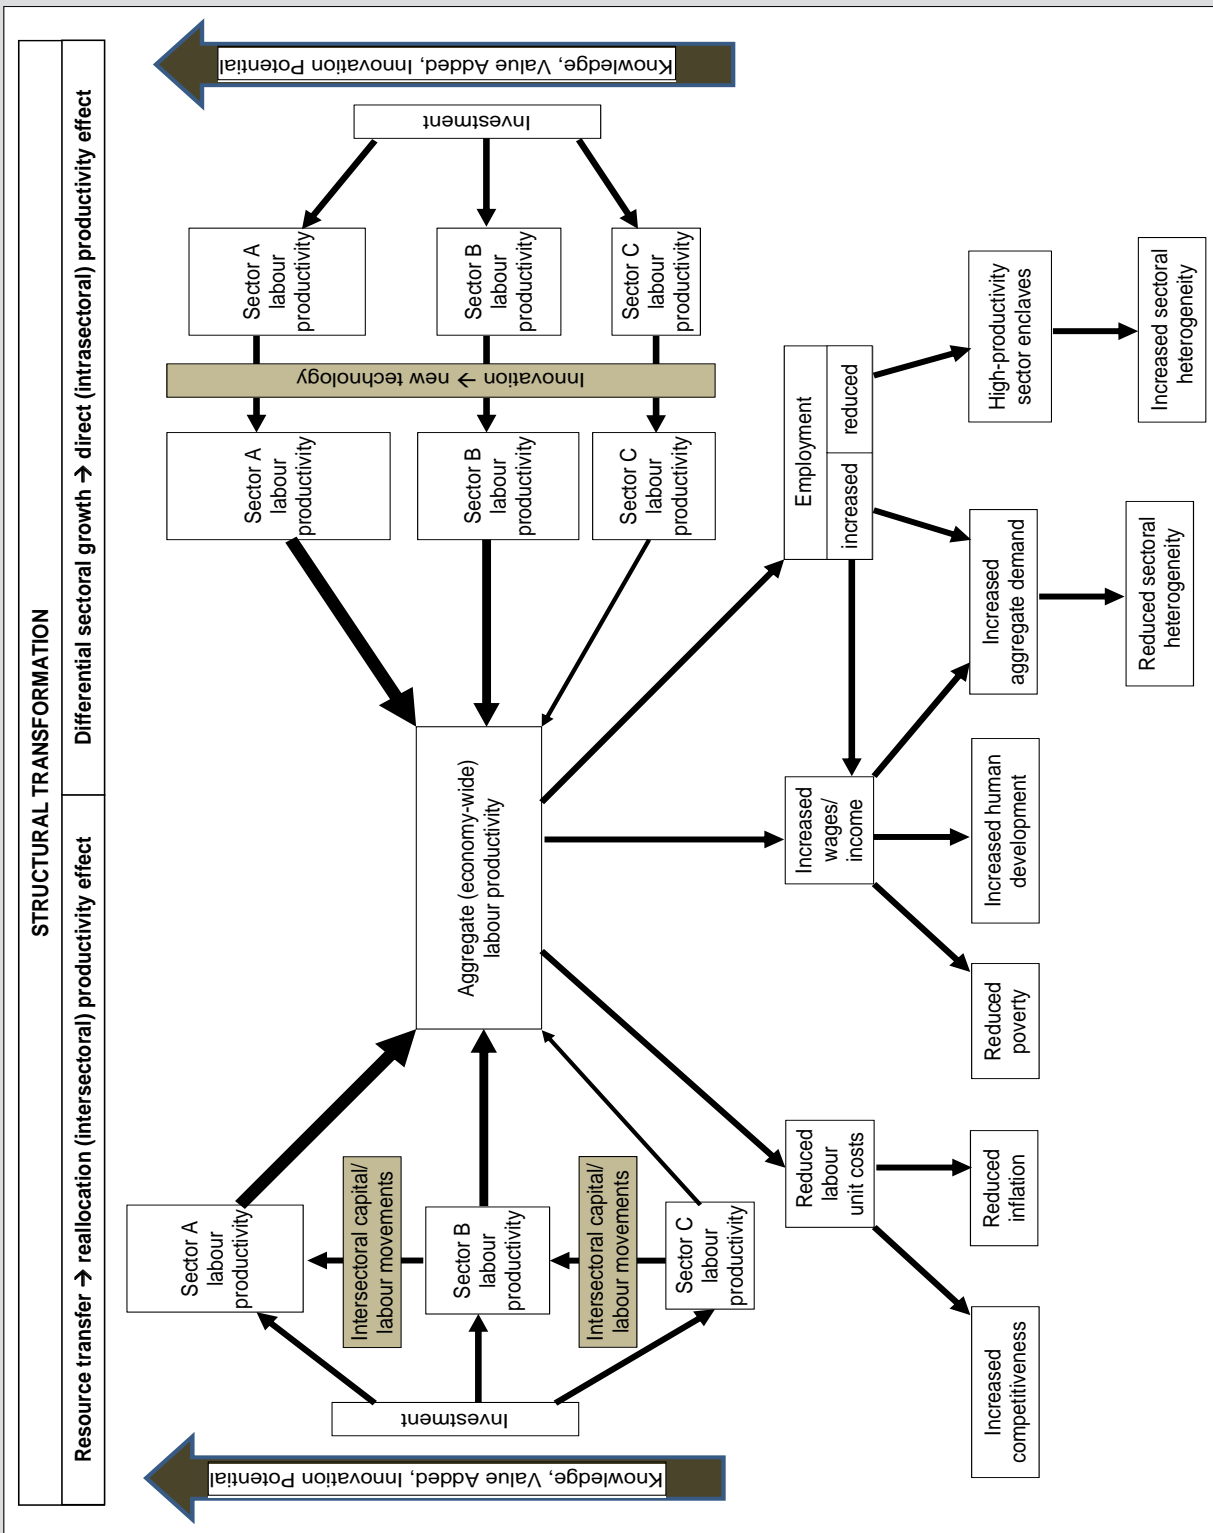 STRUCTURAL TRANSFORMATION
Resource transfer → reallocation (intersectoral) productivity effect
Differential sectoral growth → direct (intrasectoral) productivity effect
Knowledge, Value Added, Innovation Potential
Investment
Sector A
labour
productivity
Intersectoral capital/
labour movements
Sector B
labour
productivity
Intersectoral capital/
labour movements
Sector C
labour
productivity
Aggregate (economy-wide)
labour productivity
Sector A
labour
productivity
Sector B
labour
productivity
Sector C
labour
productivity
Innovation → new technology
Sector A
labour
productivity
Sector B
labour
productivity
Sector C
labour
productivity
Investment
Knowledge, Value Added, Innovation Potential
Reduced
labour
unit costs
Increased
wages/
income
Employment
increased
reduced
Increased
competitiveness
Reduced
inflation
Reduced
poverty
Increased human
development
Increased
aggregate demand
High-productivity
sector enclaves
Reduced sectoral
heterogeneity
Increased sectoral
heterogeneity